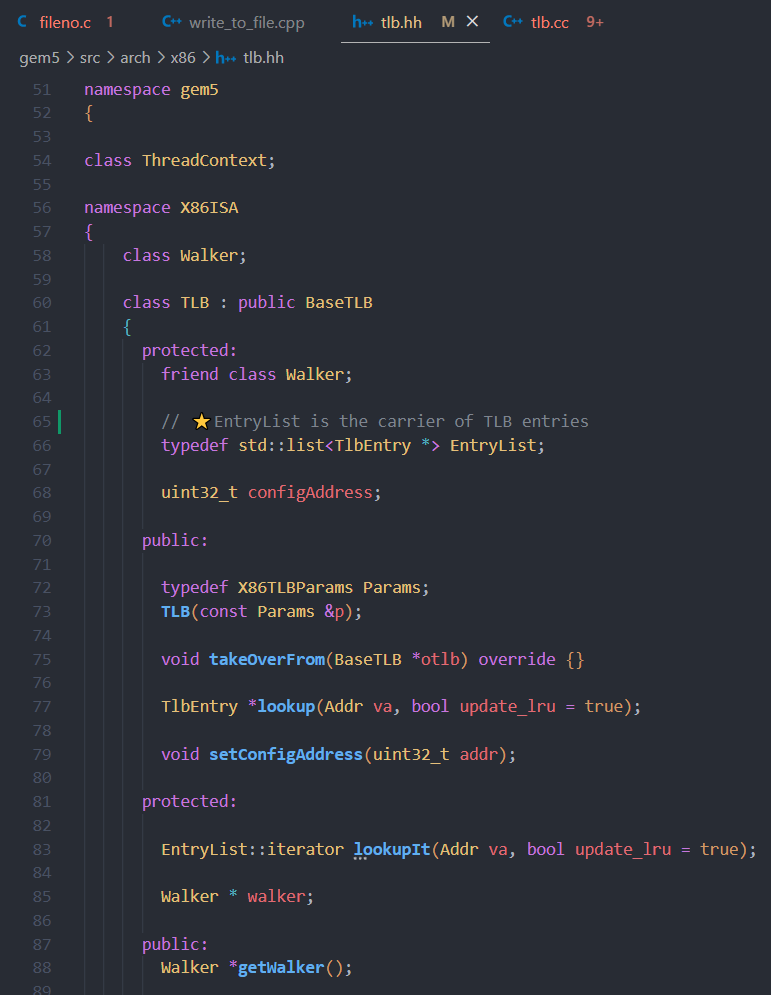 C fileno.c 1 C++ write_to_file.cpp h++ tlb.hh M × C++ tlb.cc 9+
gem5 > src > arch > x86 > h++ tlb.hh
51 namespace gem5
52 {
53
54 class ThreadContext;
55
56 namespace X86ISA
57 {
58     class Walker;
59
60     class TLB : public BaseTLB
61     {
62       protected:
63         friend class Walker;
64
65         // ⭐EntryList is the carrier of TLB entries
66         typedef std::list<TlbEntry *> EntryList;
67
68         uint32_t configAddress;
69
70       public:
71
72         typedef X86TLBParams Params;
73         TLB(const Params &p);
74
75         void takeOverFrom(BaseTLB *otlb) override {}
76
77         TlbEntry *lookup(Addr va, bool update_lru = true);
78
79         void setConfigAddress(uint32_t addr);
80
81       protected:
82
83         EntryList::iterator lookupIt(Addr va, bool update_lru = true);
84
85         Walker * walker;
86
87       public:
88         Walker *getWalker();
89